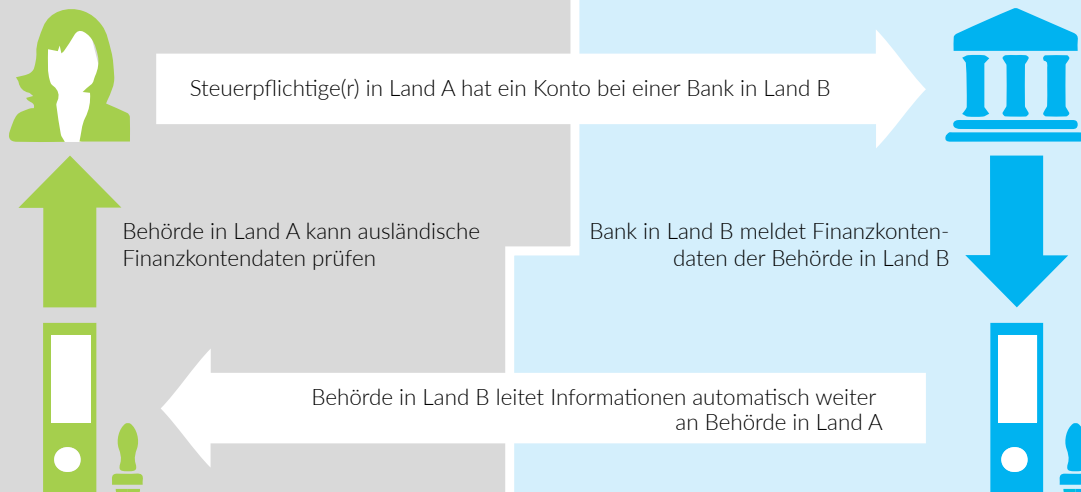 Steuerpflichtige(r) in Land A hat ein Konto bei einer Bank in Land B
Behörde in Land A kann ausländische
Finanzkontendaten prüfen
Bank in Land B meldet Finanzkonten-
daten der Behörde in Land B
Behörde in Land B leitet Informationen automatisch weiter
an Behörde in Land A